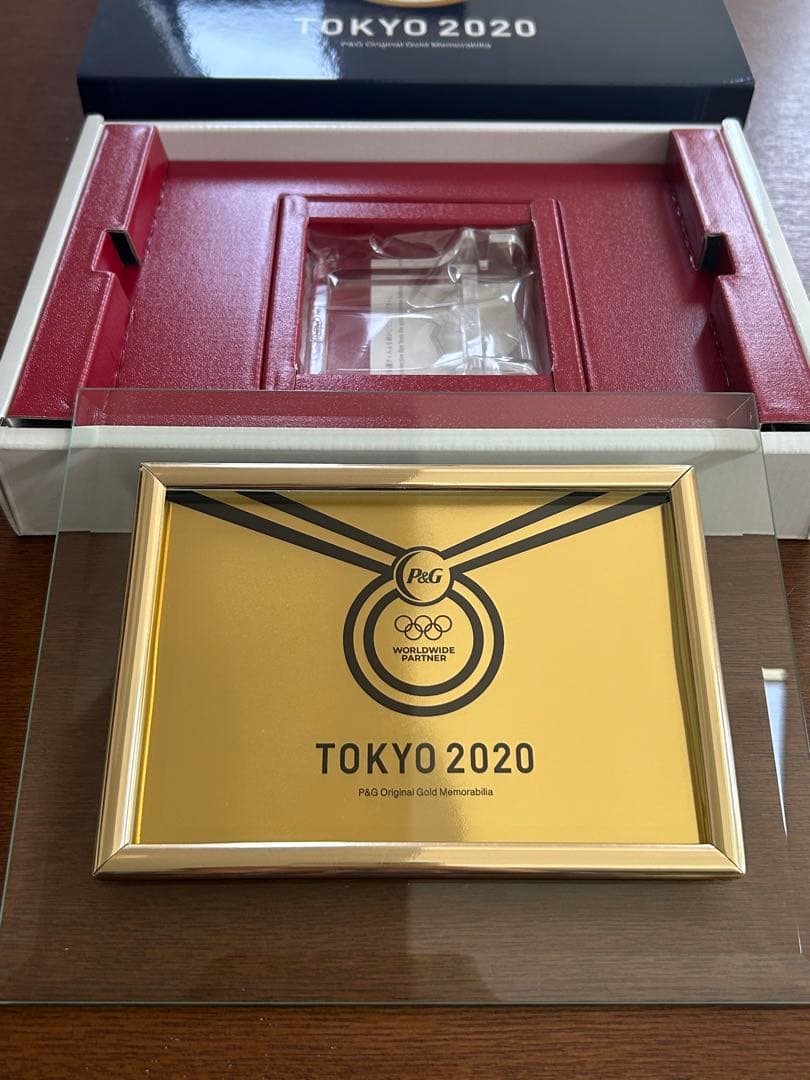 TOKYO 2020
P&G Original Gold Memorabilia
P&G
WORLDWIDE
PARTNER
TOKYO 2020
P&G Original Gold Memorabilia